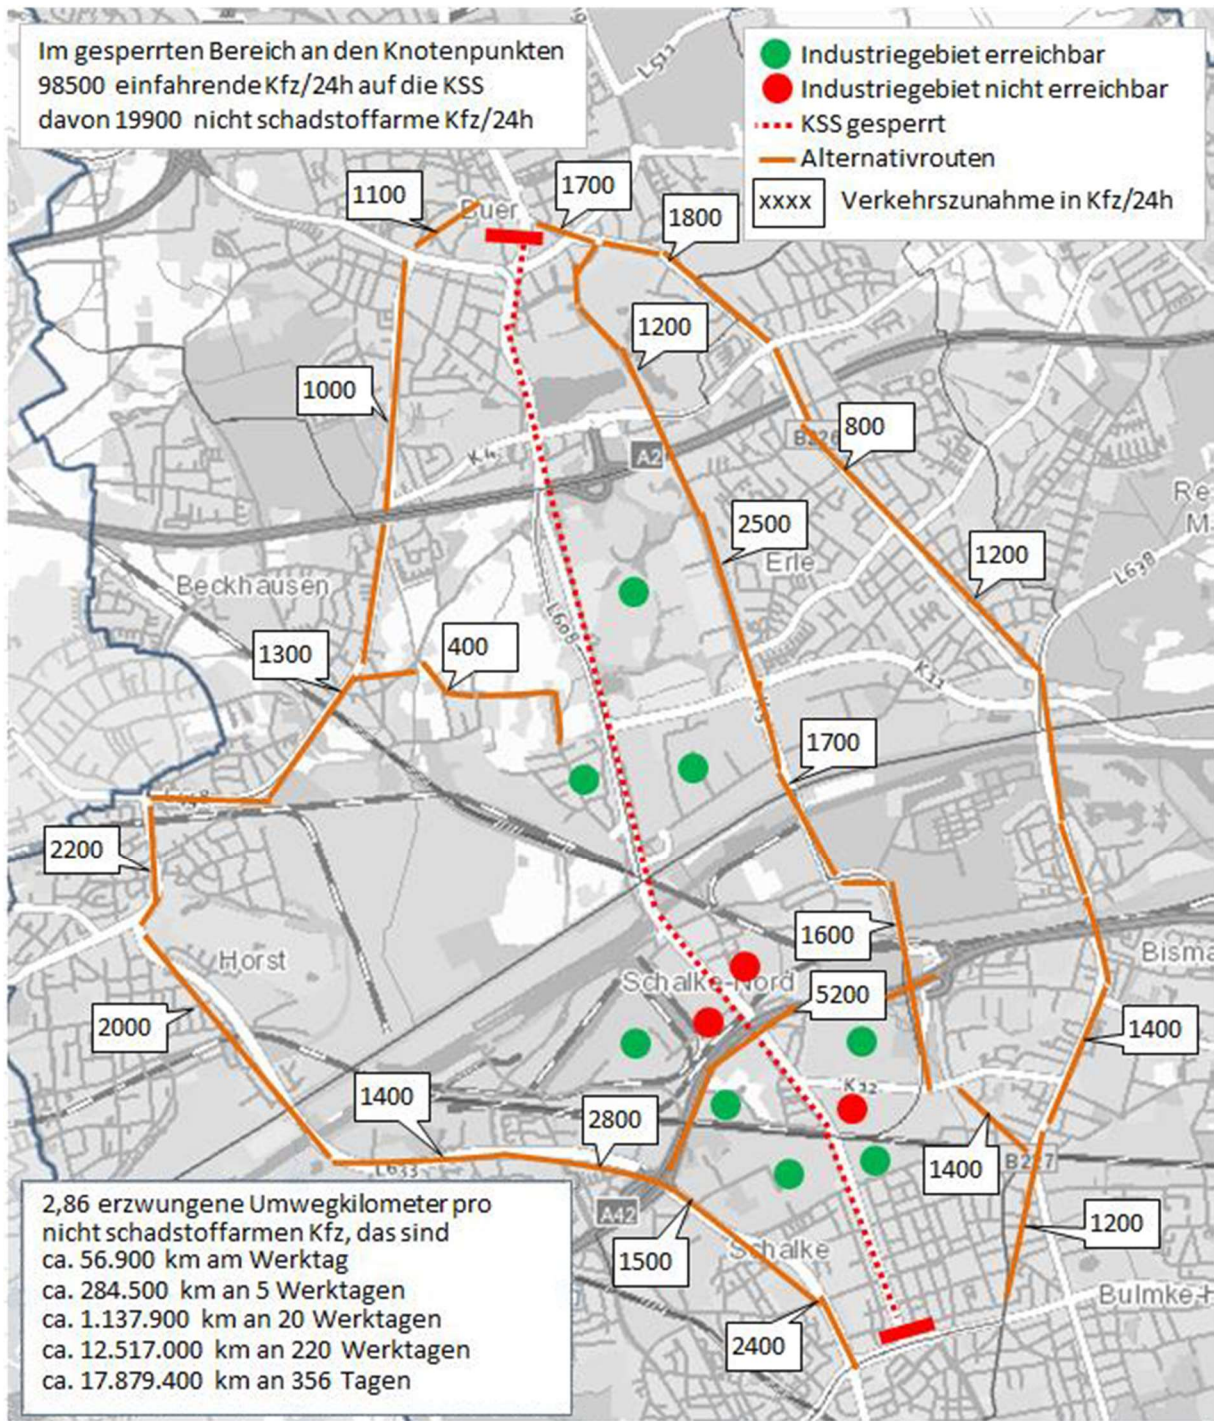 Im gesperrten Bereich an den Knotenpunkten
98500 einfahrende Kfz/24h auf die KSS
davon 19900 nicht schadstoffarme Kfz/24h
Industriegebiet erreichbar
Industriegebiet nicht erreichbar
KSS gesperrt
Alternativrouten
xxxx Verkehrszunahme in Kfz/24h
L511
1100
Buer
1700
1800
1200
1000
800
B226
A2
2500
Erle
1200
L638
Beckhausen
L608
1300
400
K33
1700
2200
Horst
1600
Schalke-Nord
5200
Bisma
2000
1400
1400
K32
2800
L633
1400
B227
A42
1200
1500
Schalke
Bulmke-H
2400
2,86 erzwungene Umwegkilometer pro
nicht schadstoffarmen Kfz, das sind
ca. 56.900 km am Werktag
ca. 284.500 km an 5 Werktagen
ca. 1.137.900 km an 20 Werktagen
ca. 12.517.000 km an 220 Werktagen
ca. 17.879.400 km an 356 Tagen